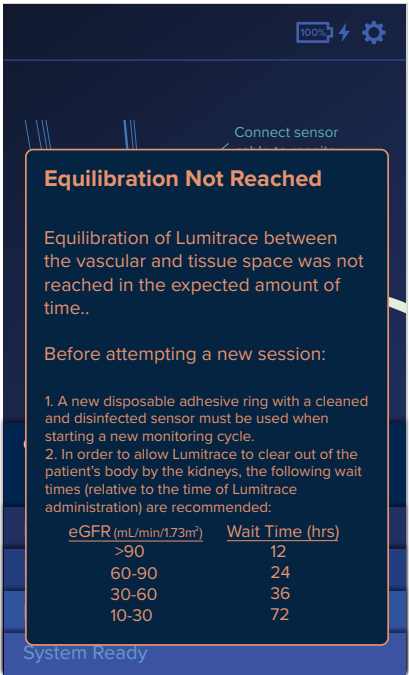 100%
Connect sensor
cable to monitor
Equilibration Not Reached
Equilibration of Lumitrace between
the vascular and tissue space was not
reached in the expected amount of
time..
Before attempting a new session:
1. A new disposable adhesive ring with a cleaned
and disinfected sensor must be used when
starting a new monitoring cycle.
2. In order to allow Lumitrace to clear out of the
patient's body by the kidneys, the following wait
times (relative to the time of Lumitrace
administration) are recommended:
eGFR (mL/min/1.73m²) Wait Time (hrs)
>90 12
60-90 24
30-60 36
10-30 72
System Ready